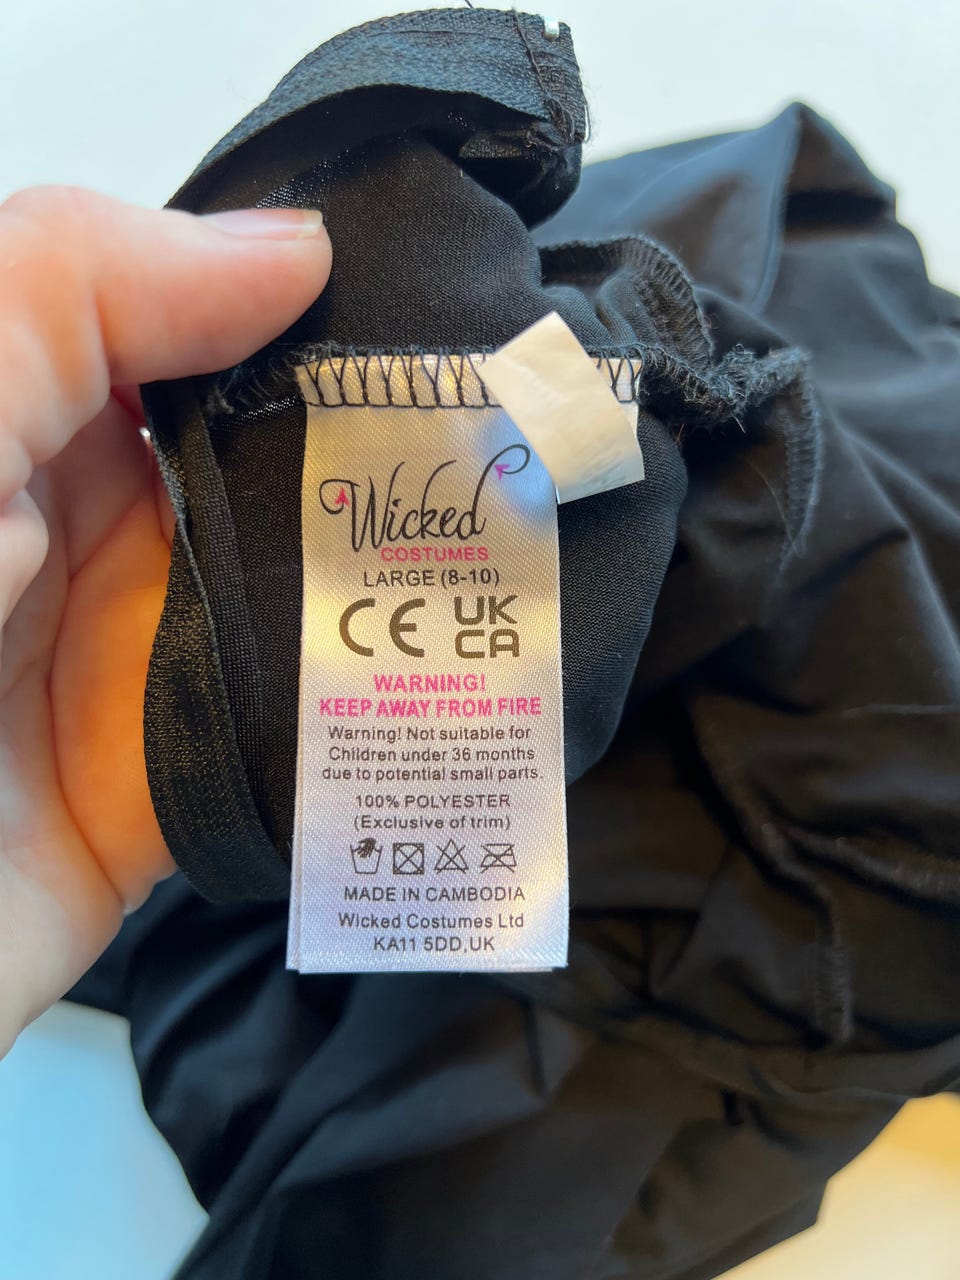 Wicked
COSTUMES
LARGE (8-10)
CE UK
CA
WARNING!
KEEP AWAY FROM FIRE
Warning! Not suitable for
Children under 36 months
due to potential small parts.
100% POLYESTER
(Exclusive of trim)
MADE IN CAMBODIA
Wicked Costumes Ltd
KA11 5DD,UK